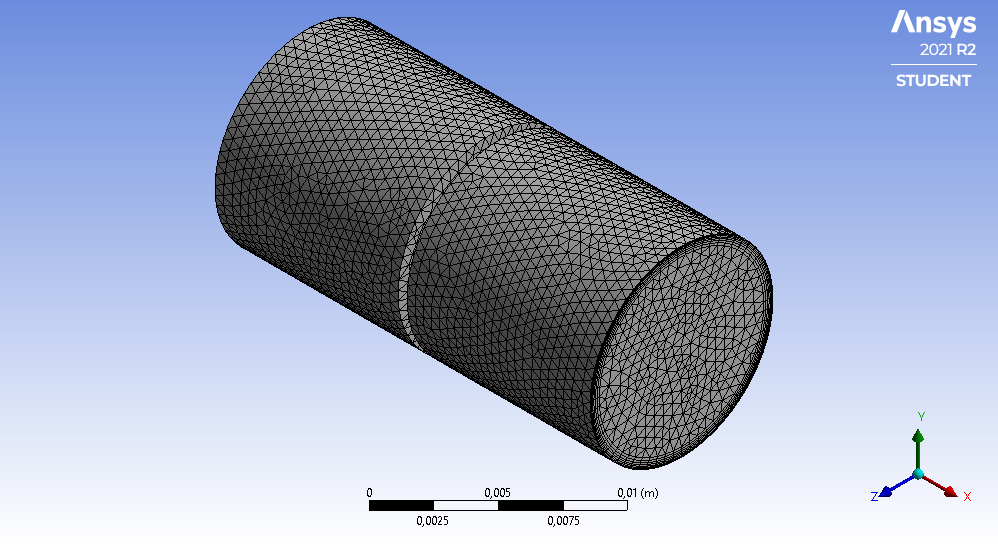 Ansys
2021 R2
STUDENT
Y
Z
X
0
0,005
0,01 (m)
0,0025
0,0075